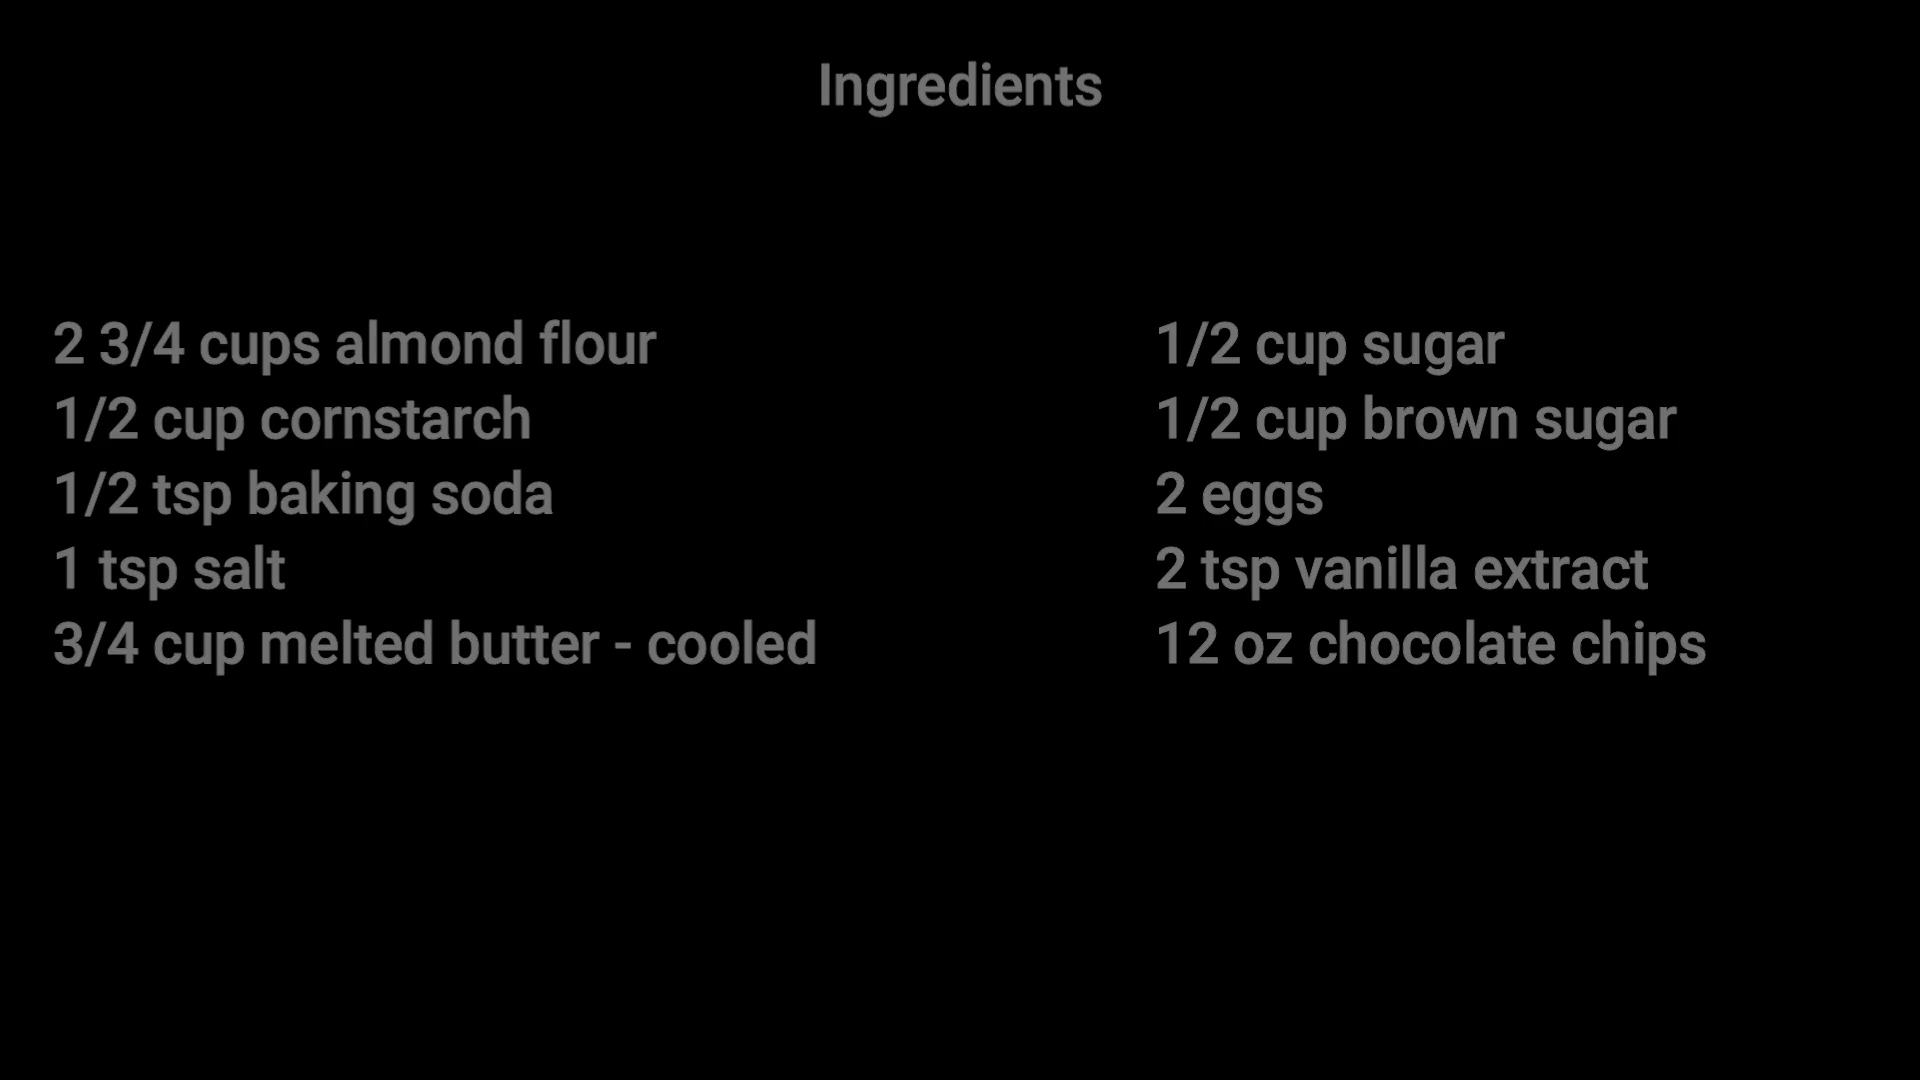 Ingredients
2 3/4 cups almond flour
1/2 cup cornstarch
1/2 tsp baking soda
1 tsp salt
3/4 cup melted butter - cooled
1/2 cup sugar
1/2 cup brown sugar
2 eggs
2 tsp vanilla extract
12 oz chocolate chips